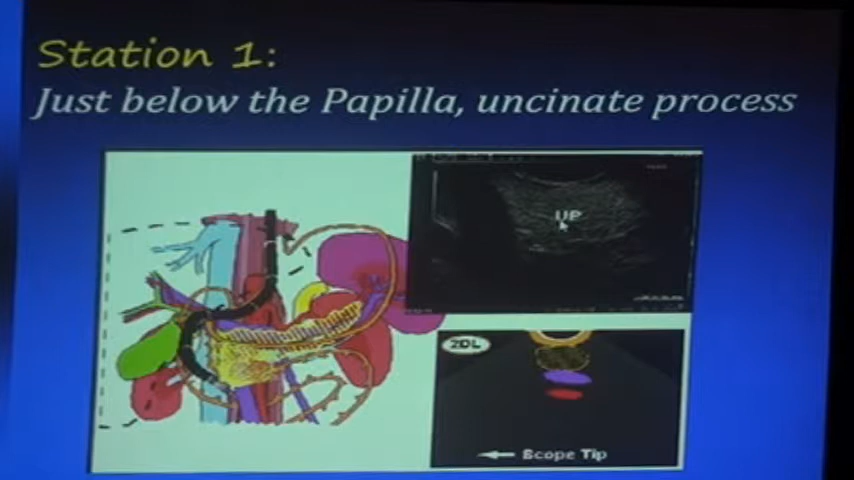 Station 1:
Just below the Papilla, uncinate process
UP
2DL
Scope Tip